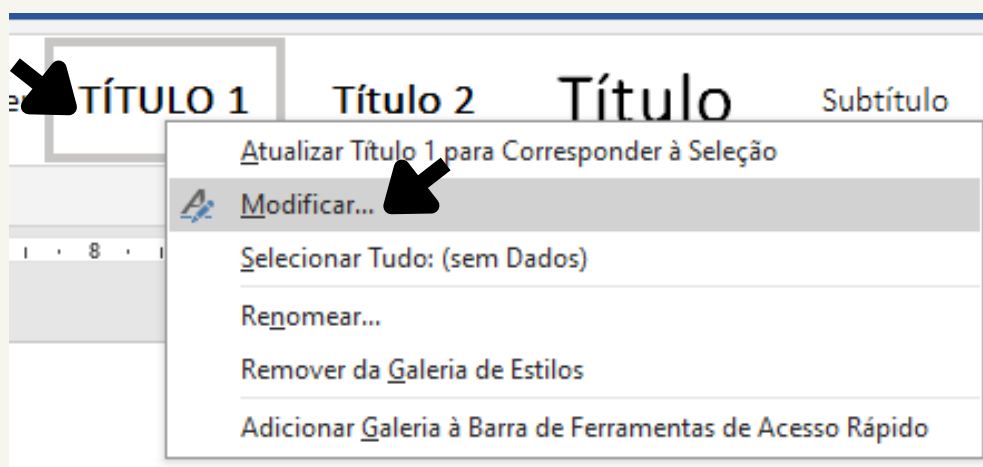 TÍTULO 1 Título 2 Título Subtítulo
Atualizar Título 1 para Corresponder à Seleção
Modificar...
8
Selecionar Tudo: (sem Dados)
Renomear...
Remover da Galeria de Estilos
Adicionar Galeria à Barra de Ferramentas de Acesso Rápido